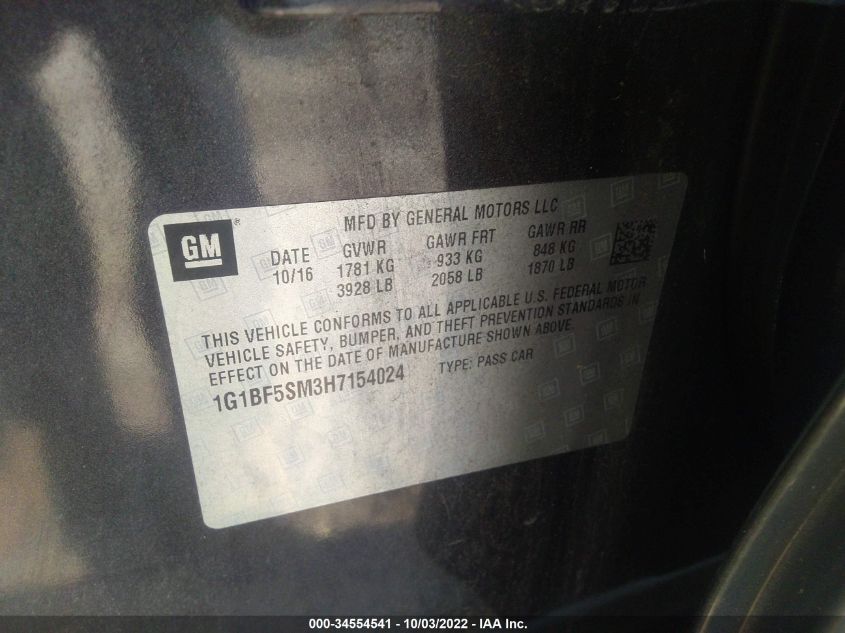 MFD BY GENERAL MOTORS LLC
GM®
DATE GVWR GAWR FRT GAWR RR
10/16 1781 KG 933 KG 848 KG
3928 LB 2058 LB 1870 LB
THIS VEHICLE CONFORMS TO ALL APPLICABLE U.S. FEDERAL MOTOR
VEHICLE SAFETY, BUMPER, AND THEFT PREVENTION STANDARDS IN
EFFECT ON THE DATE OF MANUFACTURE SHOWN ABOVE.
1G1BF5SM3H7154024 TYPE: PASS CAR
000-34554541 - 10/03/2022 - IAA Inc.